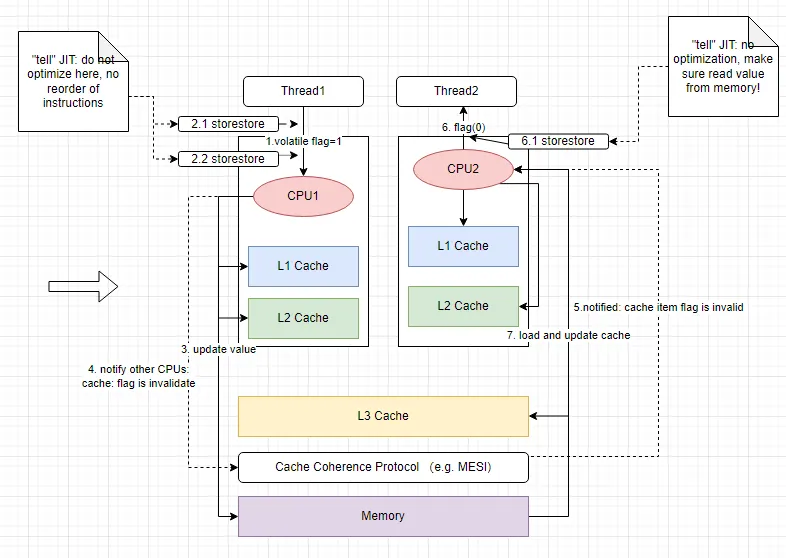 "tell" JIT: do not
optimize here, no
reorder of
instructions
"tell" JIT: no
optimization, make
sure read value
from memory!
Thread1
Thread2
2.1 storestore
6. flag(0)
1.volatile flag=1
6.1 storestore
2.2 storestore
CPU1
CPU2
L1 Cache
L1 Cache
L2 Cache
L2 Cache
5.notified: cache item flag is invalid
7. load and update cache
3. update value
4. notify other CPUs:
cache: flag is invalidate
L3 Cache
Cache Coherence Protocol （e.g. MESI）
Memory